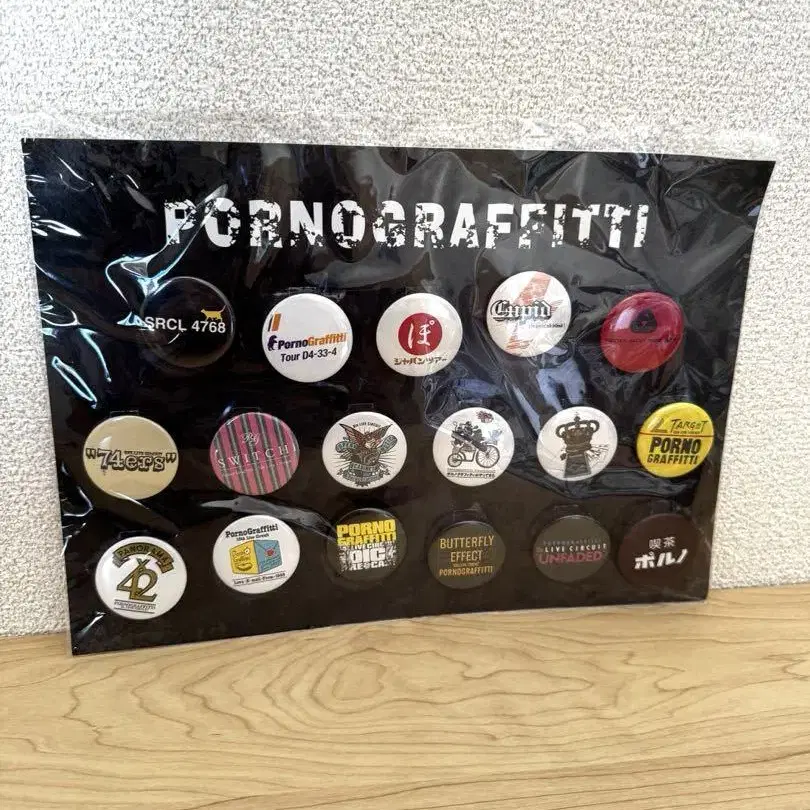 PORNOGRAFFITTI
SRCL 4768
PornoGraffitti
Tour D4-33-4
ぽ
ジャパンツアー
Cupid
"74ers"
SWITCH
TARGET
PORNO
GRAFFITTI
PANORAMA
42
PornoGraffitti
PORNO
GRAFFITTI
LIVE CIRC
BUTTERFLY
EFFECT
PORNOGRAFFITTI
LIVE CIRCUIT
UNFADED
喫茶
ポルノ